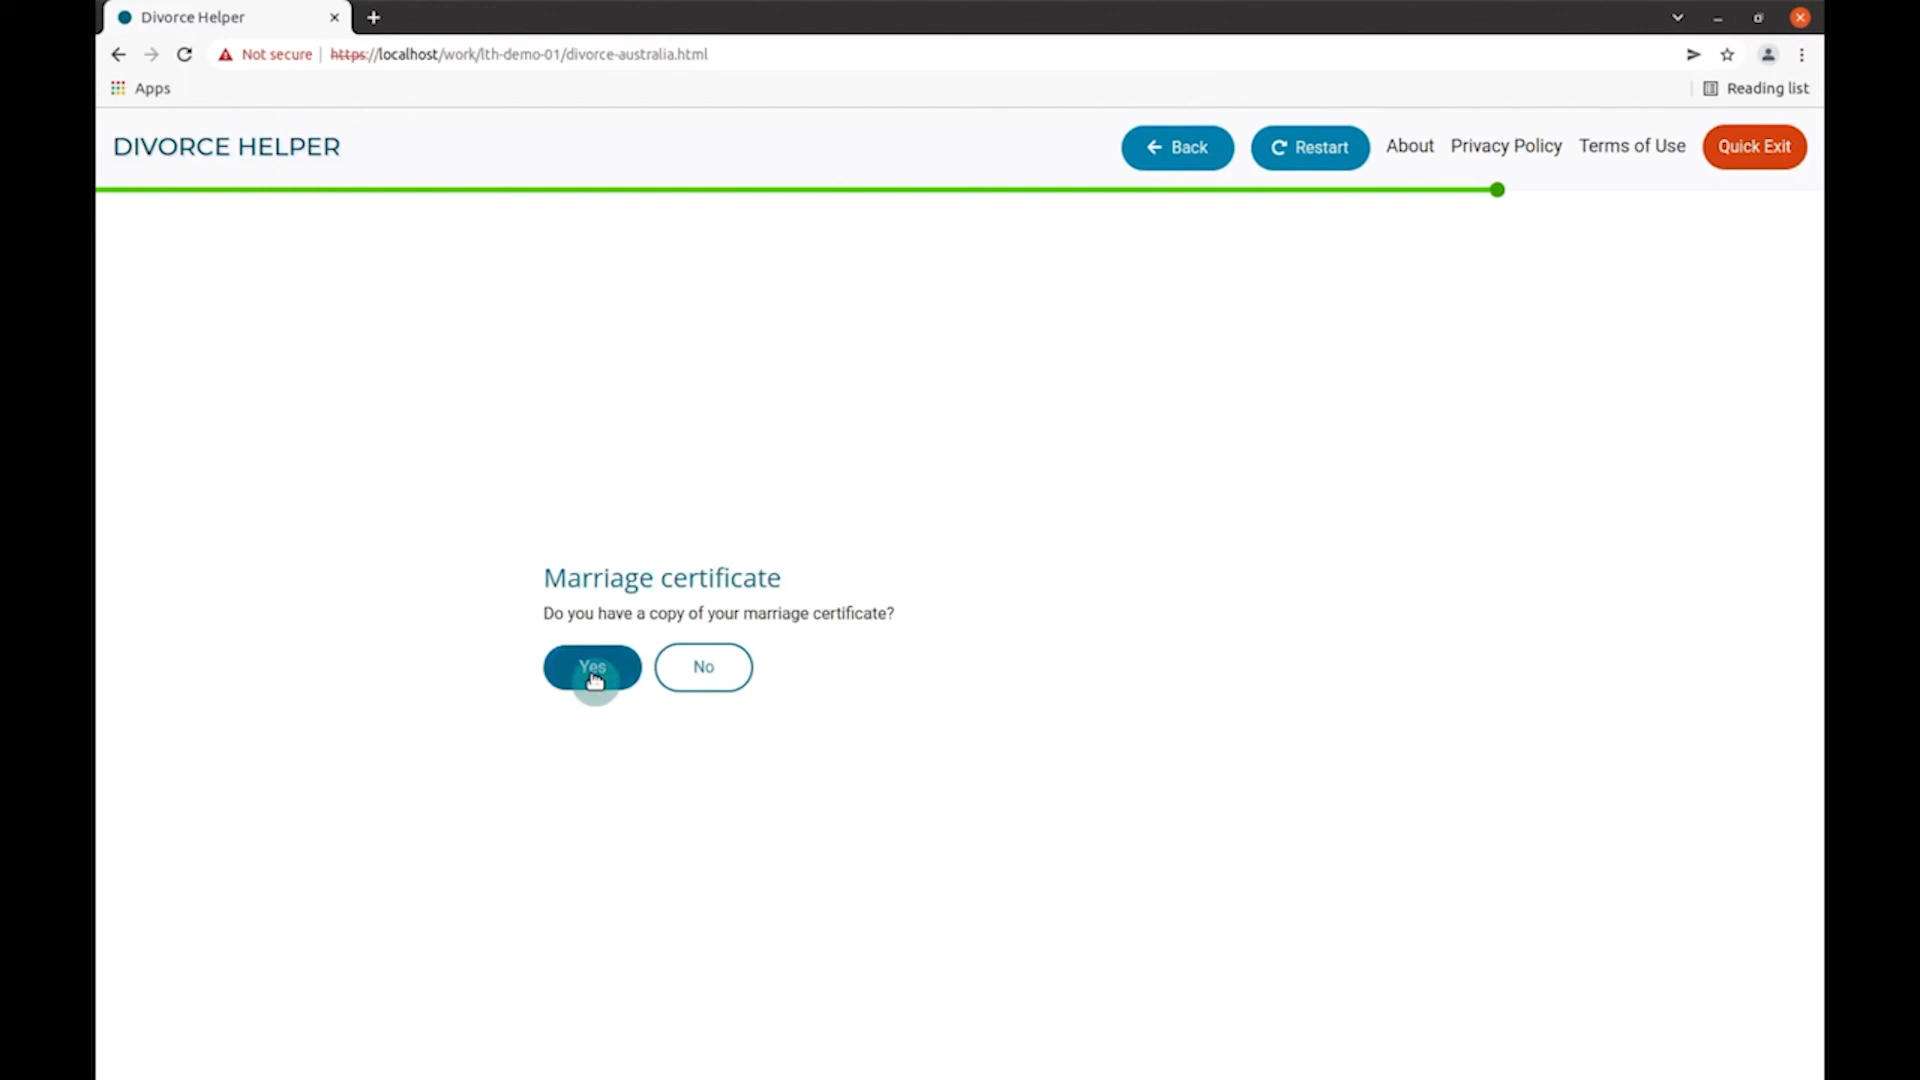 Divorce Helper
Not secure | https://localhost/work/lth-demo-01/divorce-australia.html
Apps
Reading list
DIVORCE HELPER
Back
Restart
About
Privacy Policy
Terms of Use
Quick Exit
Marriage certificate
Do you have a copy of your marriage certificate?
Yes
No